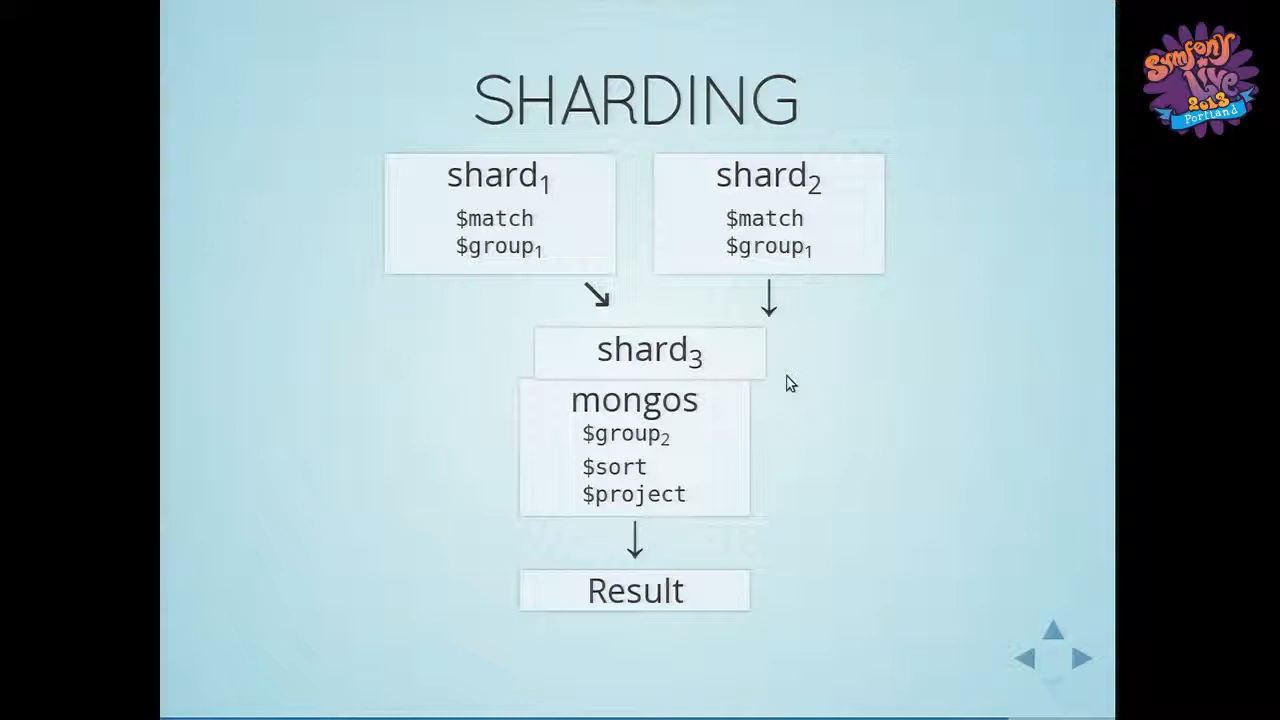 SHARDING
shard1
$match
$group1
shard2
$match
$group1
shard3
mongos
$group2
$sort
$project
Result
Symfony
Live
2013
Portland